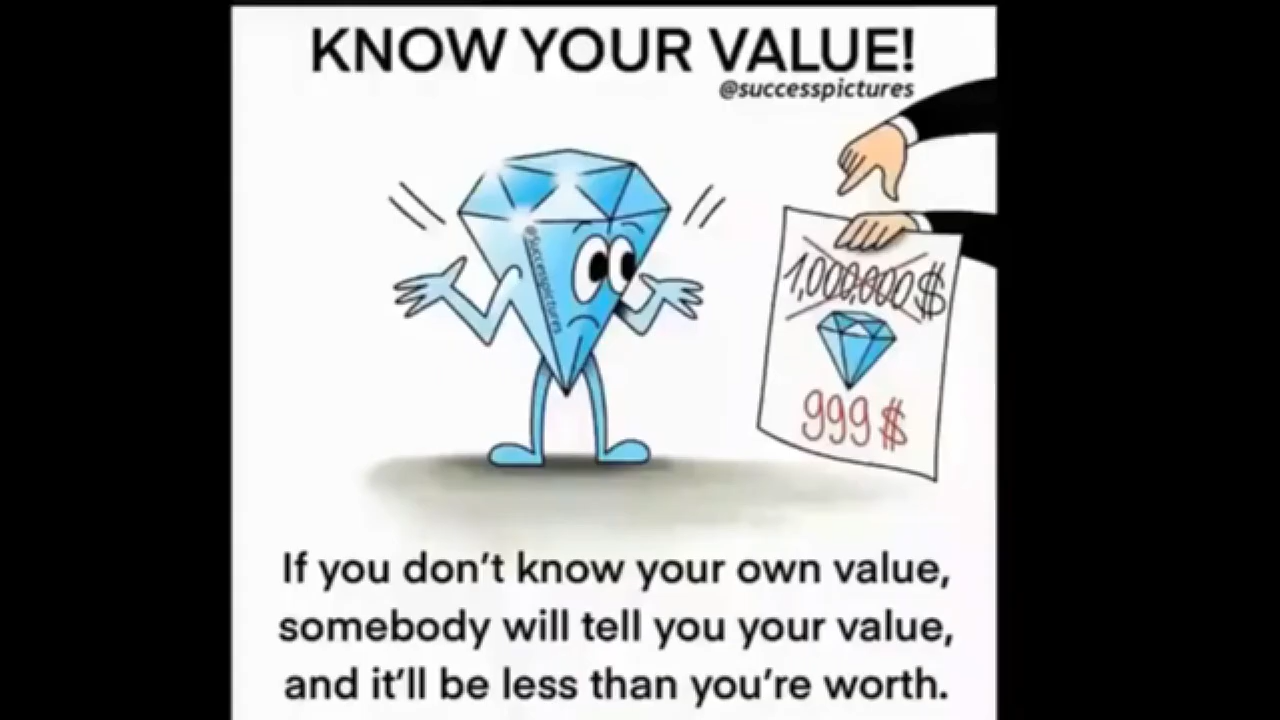 KNOW YOUR VALUE!
@successpictures
@Successpictures
1,000,000$
999$
If you don't know your own value,
somebody will tell you your value,
and it'll be less than you're worth.